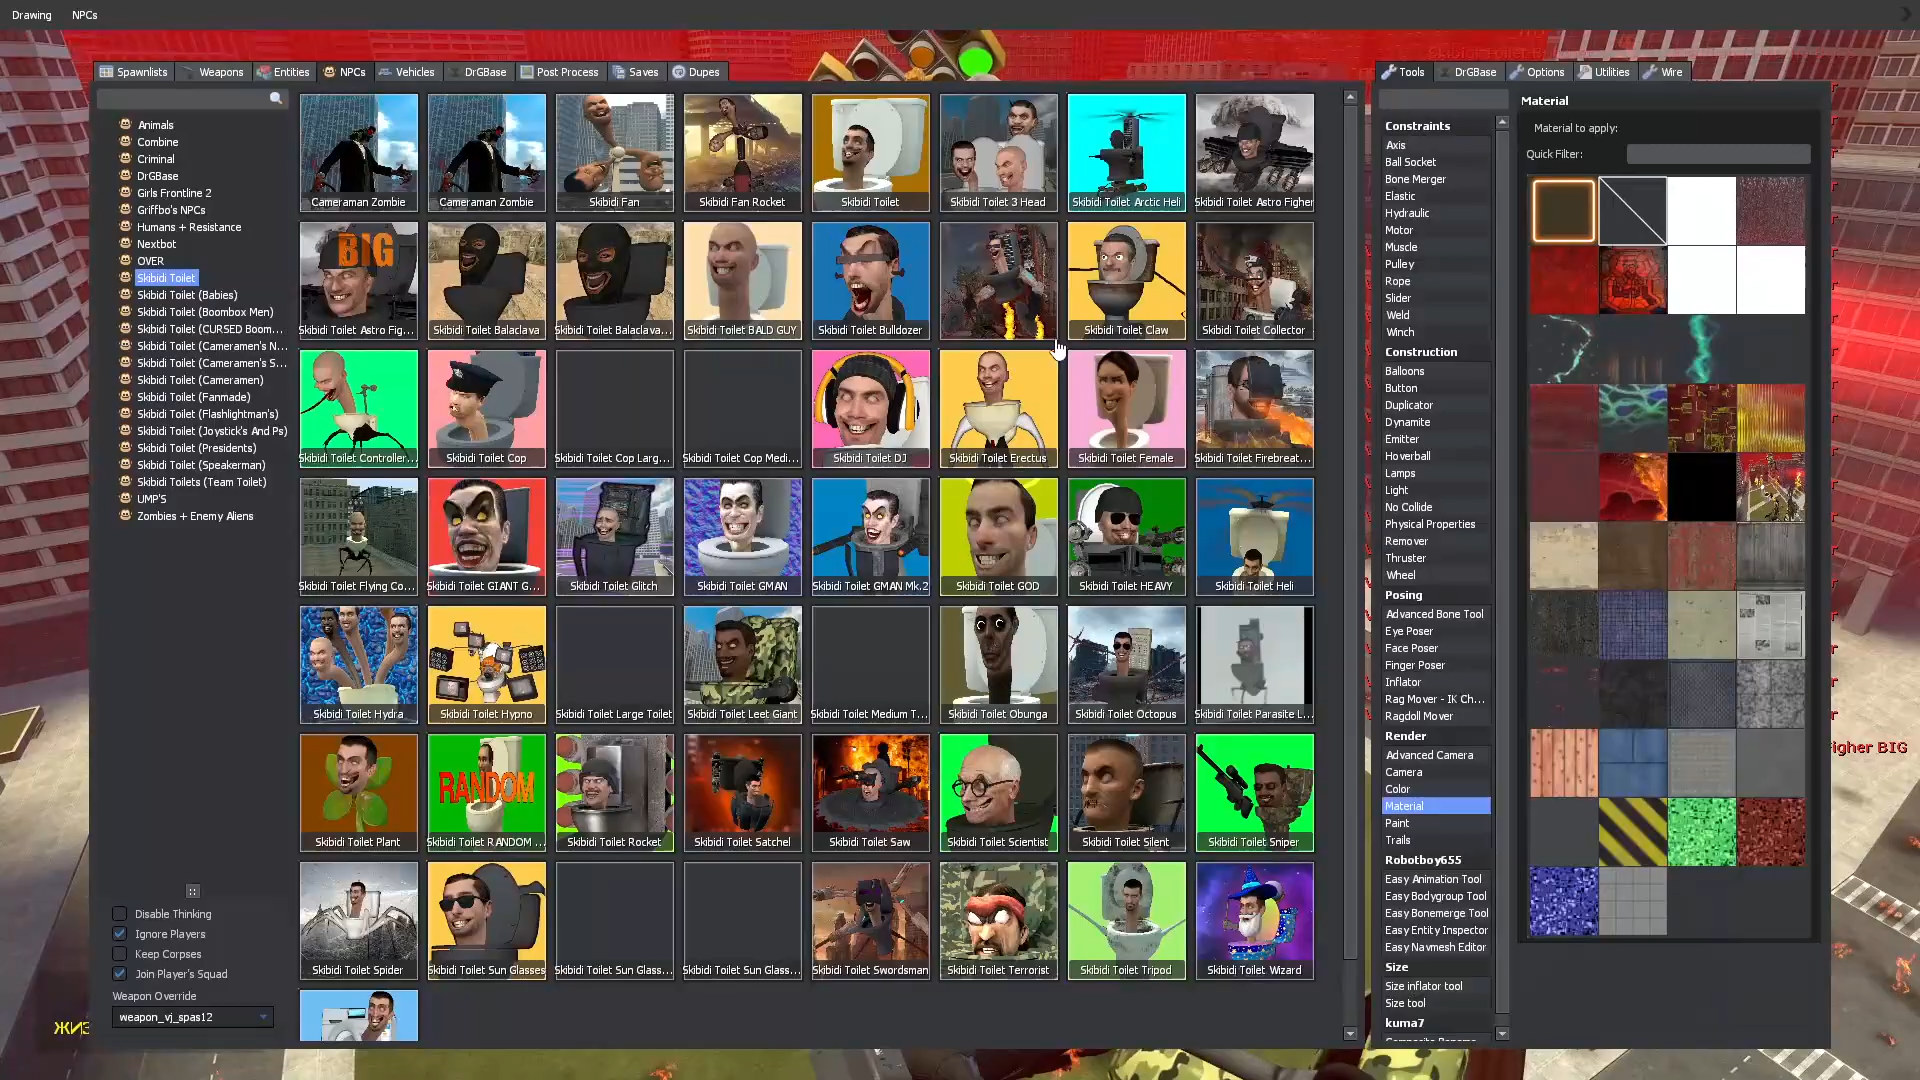 Drawing
NPCs
Spawnlists
Weapons
Entities
NPCs
Vehicles
DrGBase
Post Process
Saves
Dupes
Animals
Combine
Criminal
DrGBase
Girls Frontline 2
Griffbo's NPCs
Humans + Resistance
Nextbot
OVER
Skibidi Toilet
Skibidi Toilet (Babies)
Skibidi Toilet (Boombox Men)
Skibidi Toilet (CURSED Boom...
Skibidi Toilet (Cameramen's N...
Skibidi Toilet (Cameramen's S...
Skibidi Toilet (Cameramen)
Skibidi Toilet (Fanmade)
Skibidi Toilet (Flashlightman's)
Skibidi Toilet (Joystick's And Ps)
Skibidi Toilet (Presidents)
Skibidi Toilet (Speakerman)
Skibidi Toilets (Team Toilet)
UMP'S
Zombies + Enemy Aliens
Disable Thinking
Ignore Players
Keep Corpses
Join Player's Squad
Weapon Override
weapon_vj_spas12
ЖИЗ
Cameraman Zombie
Cameraman Zombie
Skibidi Fan
Skibidi Fan Rocket
Skibidi Toilet
Skibidi Toilet 3 Head
Skibidi Toilet Arctic Heli
Skibidi Toilet Astro Figher
BIG
Skibidi Toilet Astro Fig...
Skibidi Toilet Balaclava
Skibidi Toilet Balaclava...
Skibidi Toilet BALD GUY
Skibidi Toilet Bulldozer
Skibidi Toilet Claw
Skibidi Toilet Collector
Skibidi Toilet Controller...
Skibidi Toilet Cop
Skibidi Toilet Cop Larg...
Skibidi Toilet Cop Medi...
Skibidi Toilet DJ
Skibidi Toilet Erectus
Skibidi Toilet Female
Skibidi Toilet Firebreat...
Skibidi Toilet Flying Co...
Skibidi Toilet GIANT G...
Skibidi Toilet Glitch
Skibidi Toilet GMAN
Skibidi Toilet GMAN Mk.2
Skibidi Toilet GOD
Skibidi Toilet HEAVY
Skibidi Toilet Heli
Skibidi Toilet Hydra
Skibidi Toilet Hypno
Skibidi Toilet Large Toilet
Skibidi Toilet Leet Giant
Skibidi Toilet Medium T...
Skibidi Toilet Obunga
Skibidi Toilet Octopus
Skibidi Toilet Parasite L...
Skibidi Toilet Plant
RANDOM
Skibidi Toilet RANDOM ...
Skibidi Toilet Rocket
Skibidi Toilet Satchel
Skibidi Toilet Saw
Skibidi Toilet Scientist
Skibidi Toilet Silent
Skibidi Toilet Sniper
Skibidi Toilet Spider
Skibidi Toilet Sun Glasses
Skibidi Toilet Sun Glass...
Skibidi Toilet Sun Glass...
Skibidi Toilet Swordsman
Skibidi Toilet Terrorist
Skibidi Toilet Tripod
Skibidi Toilet Wizard
Tools
DrGBase
Options
Utilities
Wire
Constraints
Axis
Ball Socket
Bone Merger
Elastic
Hydraulic
Motor
Muscle
Pulley
Rope
Slider
Weld
Winch
Construction
Balloons
Button
Duplicator
Dynamite
Emitter
Hoverball
Lamps
Light
No Collide
Physical Properties
Remover
Thruster
Wheel
Posing
Advanced Bone Tool
Eye Poser
Face Poser
Finger Poser
Inflator
Rag Mover - IK Ch...
Ragdoll Mover
Render
Advanced Camera
Camera
Color
Material
Paint
Trails
Robotboy655
Easy Animation Tool
Easy Bodygroup Tool
Easy Bonemerge Tool
Easy Entity Inspector
Easy Navmesh Editor
Size
Size inflator tool
Size tool
kuma7
Material
Material to apply:
Quick Filter:
igher BIG